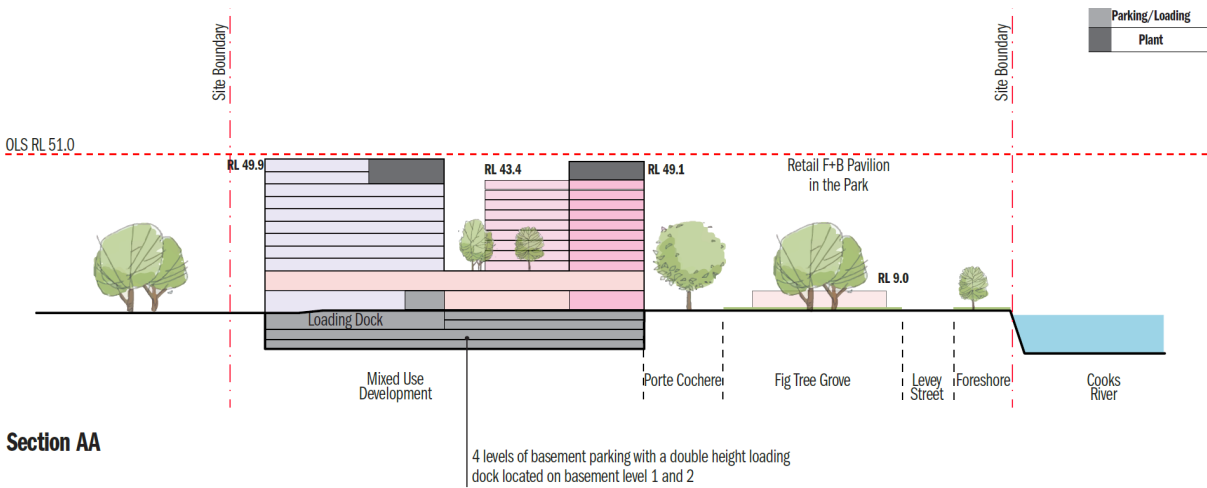 Parking/Loading
Plant
Site Boundary
Site Boundary
OLS RL 51.0
RL 49.9
RL 43.4
RL 49.1
Retail F+B Pavilion
in the Park
RL 9.0
Loading Dock
Mixed Use
Development
Porte Cochere
Fig Tree Grove
Levey
Street
Foreshore
Cooks
River
Section AA
4 levels of basement parking with a double height loading
dock located on basement level 1 and 2